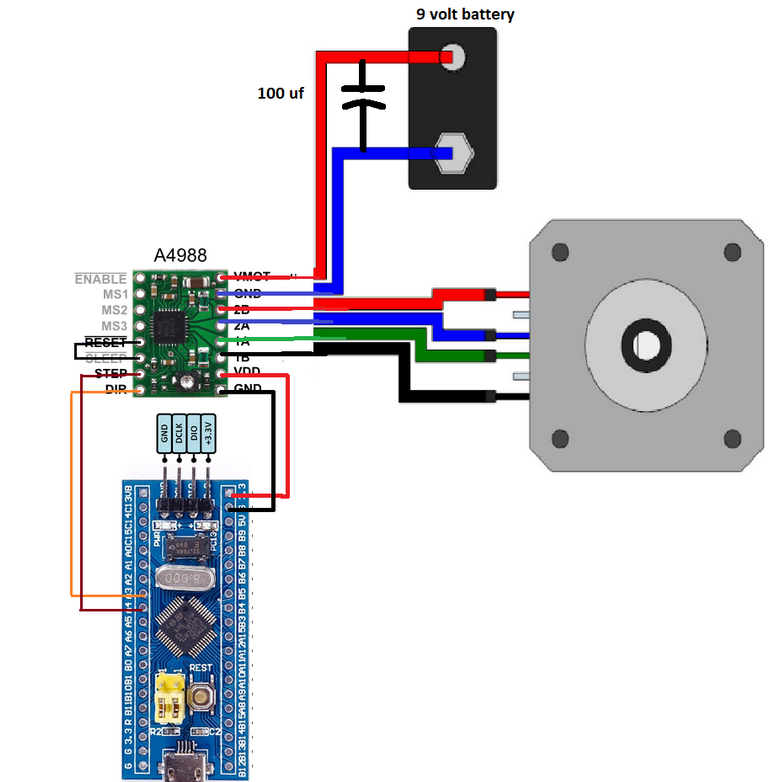 9 volt battery
100 uf
A4988
ENABLE
MS1
MS2
MS3
RESET
SLEEP
STEP
DIR
VMOT
GND
2B
2A
1A
1B
VDD
GND
GND
DCLK
DIO
+3.3V
VB
C13
C14
C15
A0
A1
A2
A3
A4
A5
A6
A7
B0
B1
B10
B11
R
3.3
G
G
5V
B9
B8
B7
B6
B5
B4
B3
A15
A12
A11
A10
A9
A8
B15
B14
B13
B12
PWR
PC13
8.000
REST
R2
C2